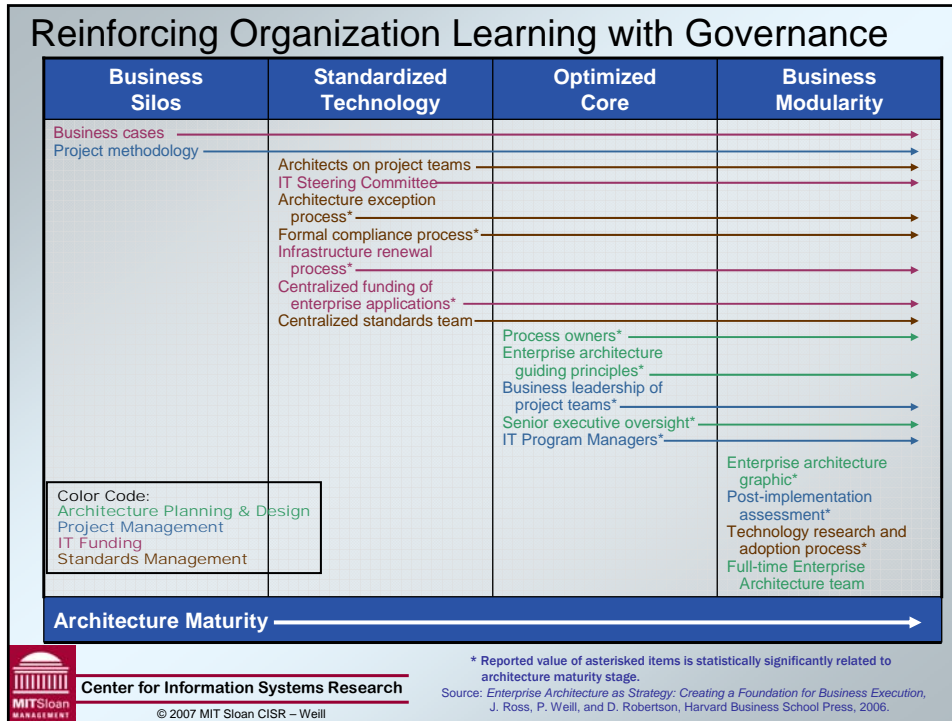 Reinforcing Organization Learning with Governance
Business
Silos
Standardized
Technology
Optimized
Core
Business
Modularity
Business cases
Project methodology
Architects on project teams
IT Steering Committee
Architecture exception
process*
Formal compliance process*
Infrastructure renewal
process*
Centralized funding of
enterprise applications*
Centralized standards team
Process owners*
Enterprise architecture
guiding principles*
Business leadership of
project teams*
Senior executive oversight*
IT Program Managers*
Enterprise architecture
graphic*
Post-implementation
assessment*
Technology research and
adoption process*
Full-time Enterprise
Architecture team
Color Code:
Architecture Planning & Design
Project Management
IT Funding
Standards Management
Architecture Maturity
MITSloan
MANAGEMENT
Center for Information Systems Research
© 2007 MIT Sloan CISR – Weill
* Reported value of asterisked items is statistically significantly related to
architecture maturity stage.
Source: Enterprise Architecture as Strategy: Creating a Foundation for Business Execution,
J. Ross, P. Weill, and D. Robertson, Harvard Business School Press, 2006.